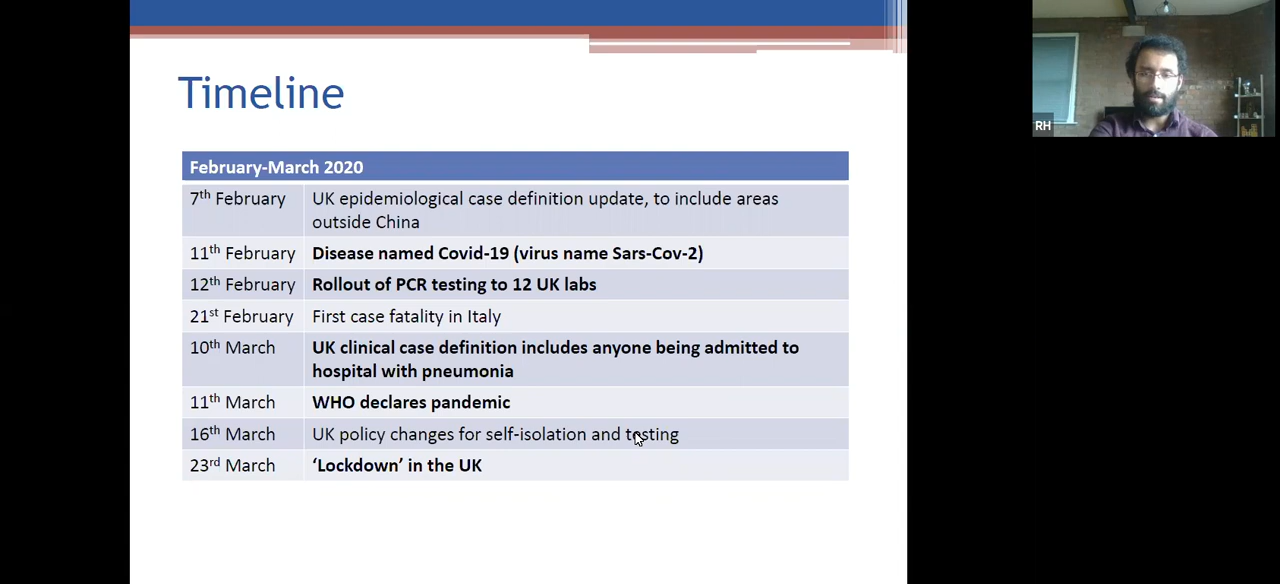 Timeline
February-March 2020
7th February UK epidemiological case definition update, to include areas
outside China
11th February Disease named Covid-19 (virus name Sars-Cov-2)
12th February Rollout of PCR testing to 12 UK labs
21st February First case fatality in Italy
10th March UK clinical case definition includes anyone being admitted to
hospital with pneumonia
11th March WHO declares pandemic
16th March UK policy changes for self-isolation and testing
23rd March ‘Lockdown’ in the UK
RH